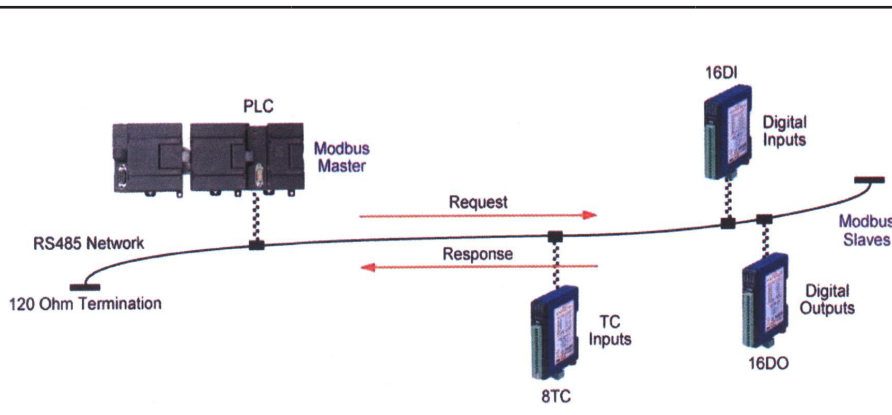 16DI
PLC
Digital
Inputs
Modbus
Master
Request
RS485 Network
Modbus
Slaves
Response
120 Ohm Termination
TC
Inputs
Digital
Outputs
16DO
8TC